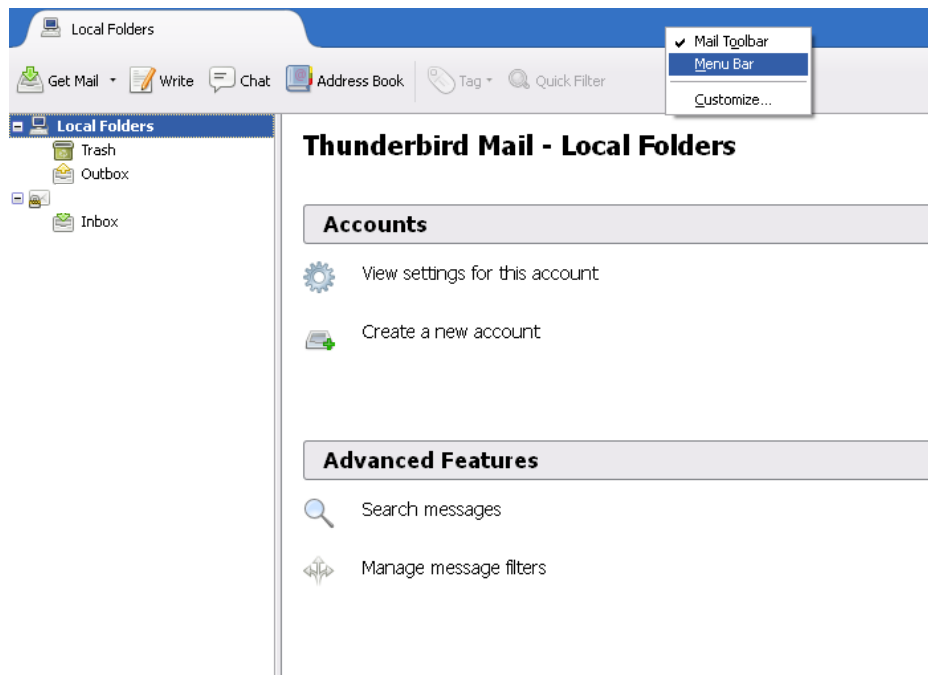 Local Folders
Mail Toolbar
Menu Bar
Customize...
Get Mail Write Chat Address Book Tag Quick Filter
Local Folders
Trash
Outbox
Inbox
Thunderbird Mail - Local Folders
Accounts
View settings for this account
Create a new account
Advanced Features
Search messages
Manage message filters